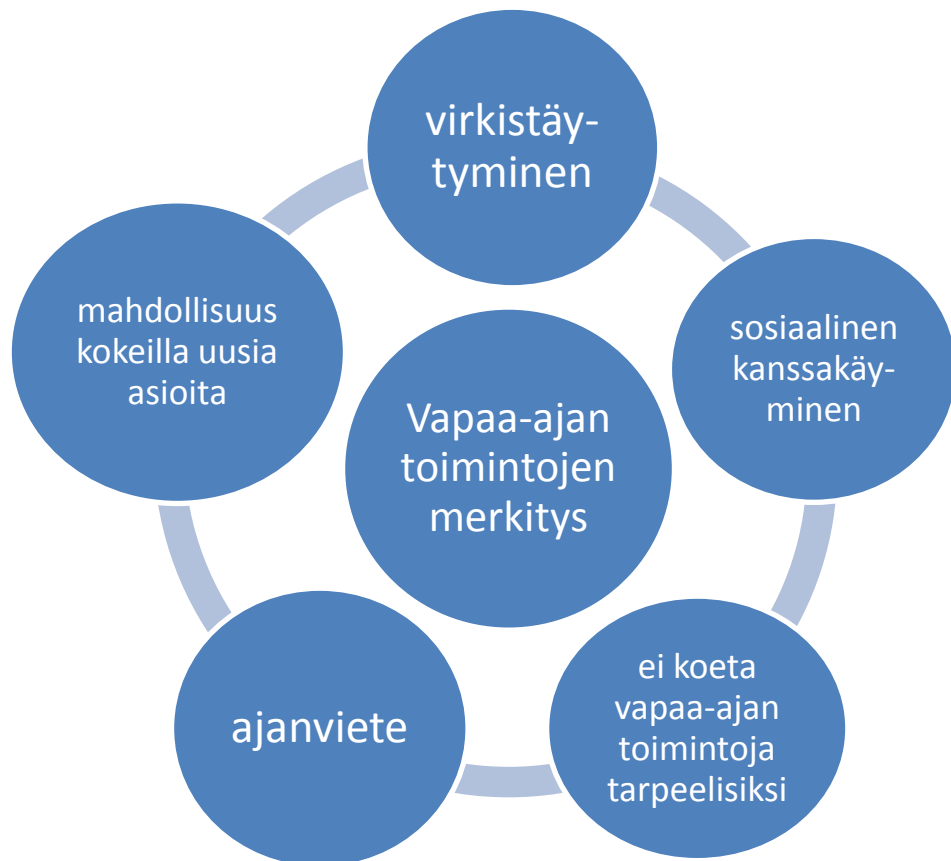 virkistäy-
tyminen
mahdollisuus
kokeilla uusia
asioita
sosiaalinen
kanssakäy-
minen
Vapaa-ajan
toimintojen
merkitys
ajanviete
ei koeta
vapaa-ajan
toimintoja
tarpeelisiksi